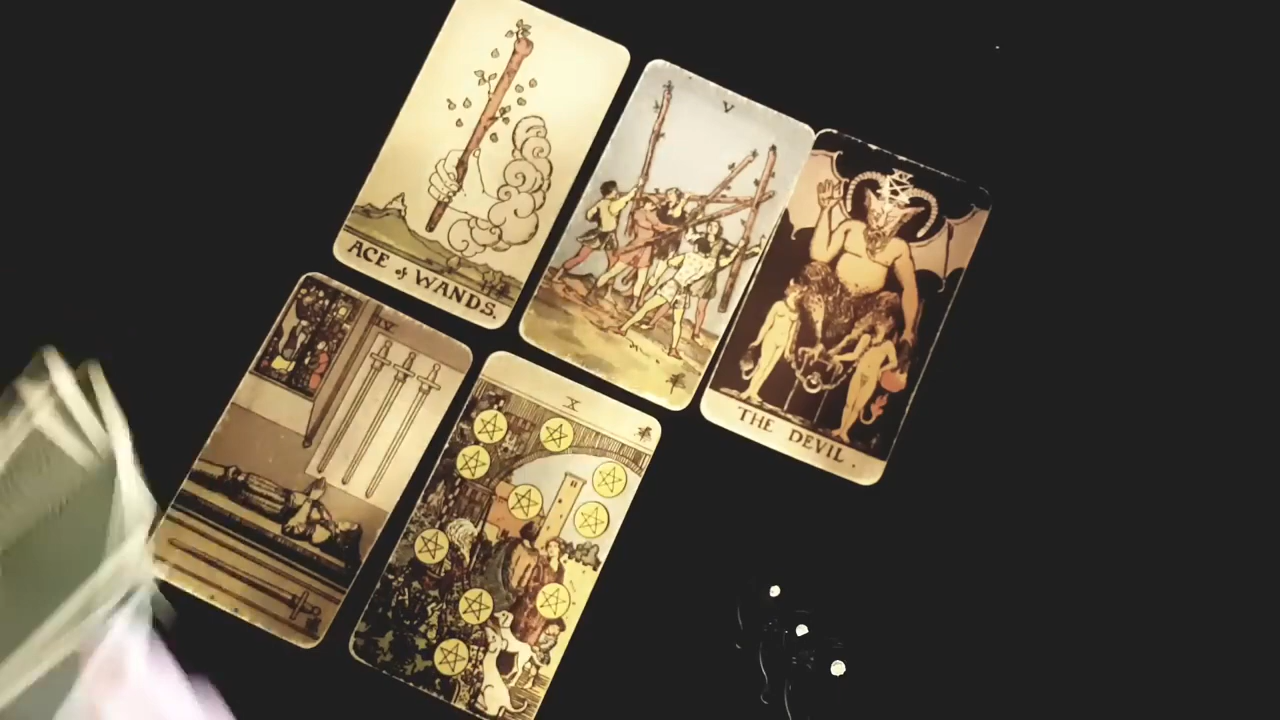 ACE of WANDS.
V
THE DEVIL.
IV
X